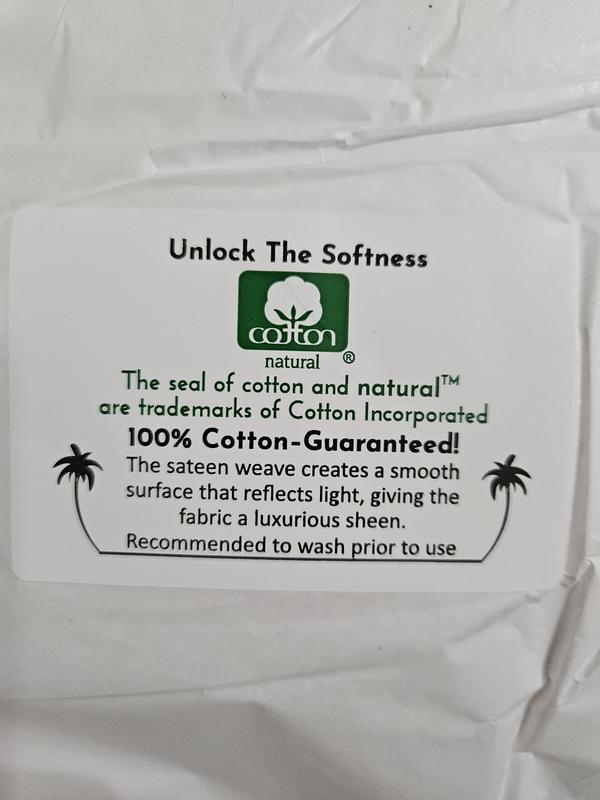 Unlock The Softness
cotton
natural ®
The seal of cotton and natural™
are trademarks of Cotton Incorporated
100% Cotton-Guaranteed!
The sateen weave creates a smooth
surface that reflects light, giving the
fabric a luxurious sheen.
Recommended to wash prior to use